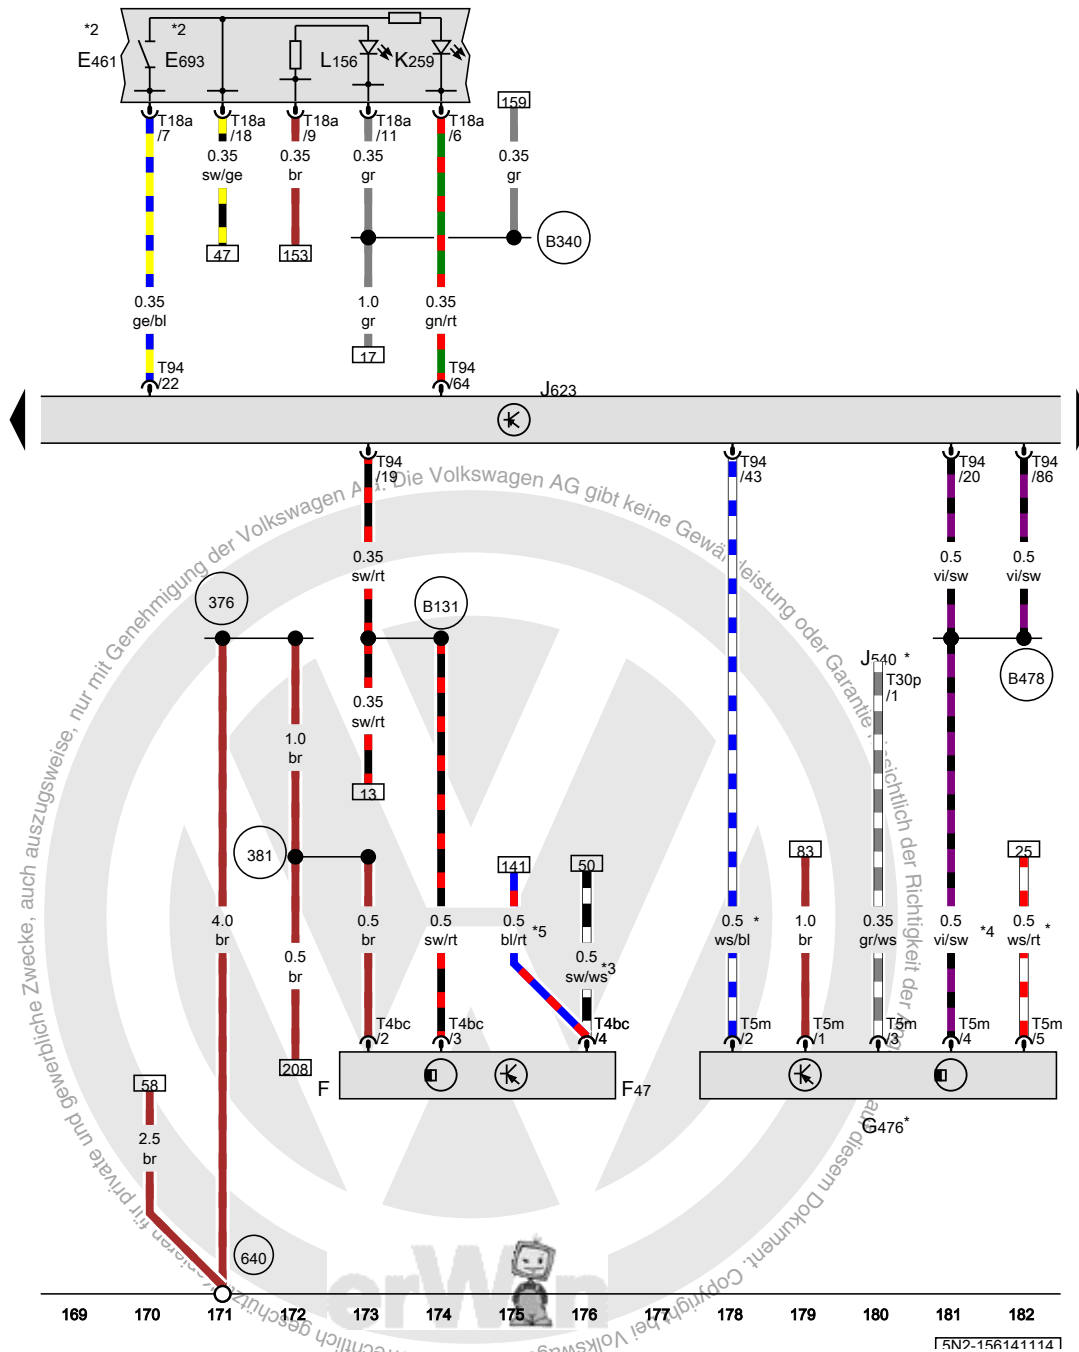 *2
*2
E461
E693
L156
K259
159
T18a
/7
T18a
/18
T18a
/9
T18a
/11
T18a
/6
0.35
sw/ge
0.35
br
0.35
gr
0.35
gr
47
153
B340
0.35
ge/bl
1.0
gr
0.35
gn/rt
17
T94
/22
T94
/64
J623
T94
/19
T94
/43
T94
/20
T94
/86
0.35
sw/rt
0.5
vi/sw
0.5
vi/sw
376
B131
J540 *
T30p
/1
B478
0.35
sw/rt
1.0
br
13
381
141
50
83
25
4.0
br
0.5
br
0.5
br
0.5
sw/rt
0.5
bl/rt
*5
0.5
sw/ws
*3
0.5
ws/bl
*
1.0
br
0.35
gr/ws
0.5
vi/sw
*4
0.5
ws/rt
*
T4bc
/2
T4bc
/3
T4bc
/4
T5m
/2
T5m
/1
T5m
/3
T5m
/4
T5m
/5
208
F
F47
G476*
58
2.5
br
640
169 170 171 172 173 174 175 176 177 178 179 180 181 182
5N2-156141114
erWin
für private und gewerbliche Zwecke, auch auszugsweise, nur mit Genehmigung der Volkswagen AG. Die Volkswagen AG gibt keine Gewährleistung oder Garantie hinsichtlich der Richtigkeit der
auf diesem Dokument. Copyright bei Volkswagen